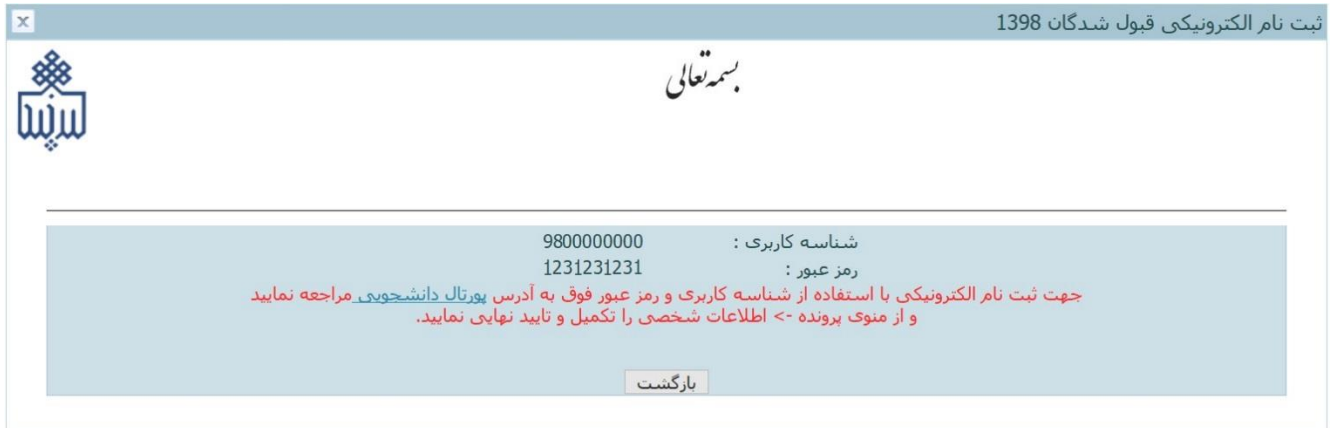 ثبت نام الکترونیکی قبول شدگان 1398
بسمه تعالی
شناسه کاربری : 9800000000
رمز عبور : 1231231231
جهت ثبت نام الکترونیکی با استفاده از شناسه کاربری و رمز عبور فوق به آدرس پورتال دانشجویی مراجعه نمایید
و از منوی پرونده -> اطلاعات شخصی را تکمیل و تایید نهایی نمایید.
بازگشت